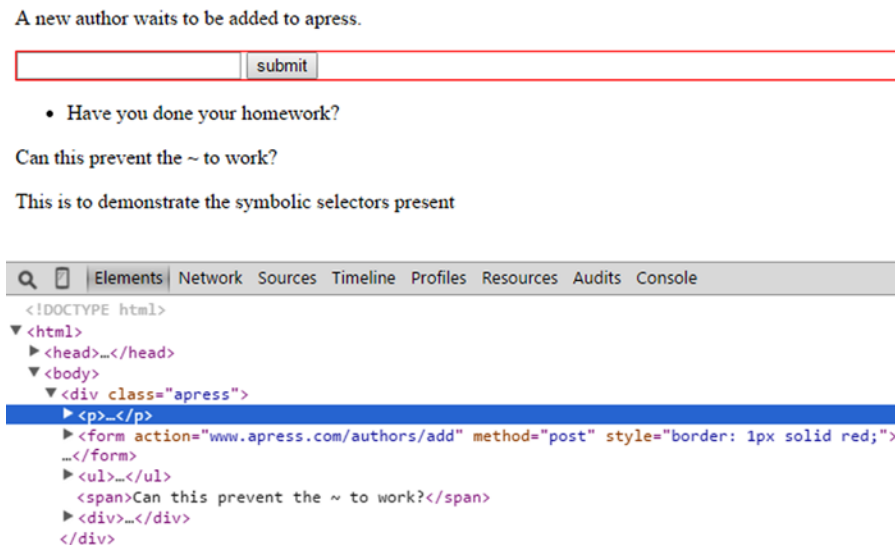 A new author waits to be added to apress.
submit
• Have you done your homework?
Can this prevent the ~ to work?
This is to demonstrate the symbolic selectors present
Elements Network Sources Timeline Profiles Resources Audits Console
<!DOCTYPE html>
▼<html>
▶<head>…</head>
▼<body>
▼<div class="apress">
▶<p>…</p>
▶<form action="www.apress.com/authors/add" method="post" style="border: 1px solid red;">
…</form>
▶<ul>…</ul>
<span>Can this prevent the ~ to work?</span>
▶<div>…</div>
</div>